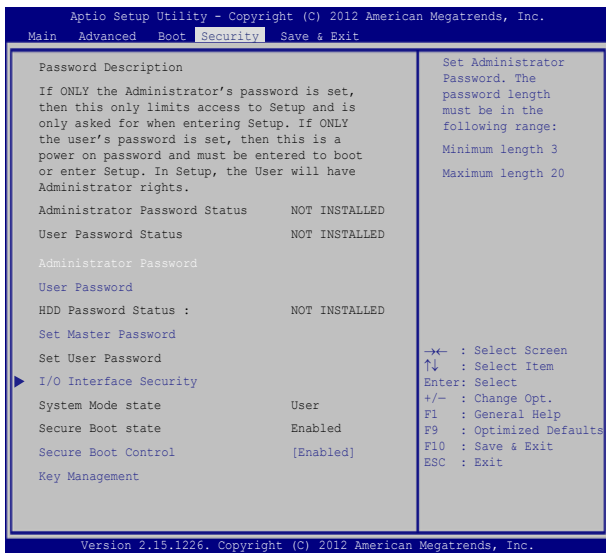 Aptio Setup Utility - Copyright (C) 2012 American Megatrends, Inc.
Main Advanced Boot Security Save & Exit
Password Description
If ONLY the Administrator's password is set,
then this only limits access to Setup and is
only asked for when entering Setup. If ONLY
the user's password is set, then this is a
power on password and must be entered to boot
or enter Setup. In Setup, the User will have
Administrator rights.
Administrator Password Status NOT INSTALLED
User Password Status NOT INSTALLED
Administrator Password
User Password
HDD Password Status : NOT INSTALLED
Set Master Password
Set User Password
I/O Interface Security
System Mode state User
Secure Boot state Enabled
Secure Boot Control [Enabled]
Key Management
Set Administrator
Password. The
password length
must be in the
following range:
Minimum length 3
Maximum length 20
→← : Select Screen
↑↓ : Select Item
Enter: Select
+/— : Change Opt.
F1 : General Help
F9 : Optimized Defaults
F10 : Save & Exit
ESC : Exit
Version 2.15.1226. Copyright (C) 2012 American Megatrends, Inc.